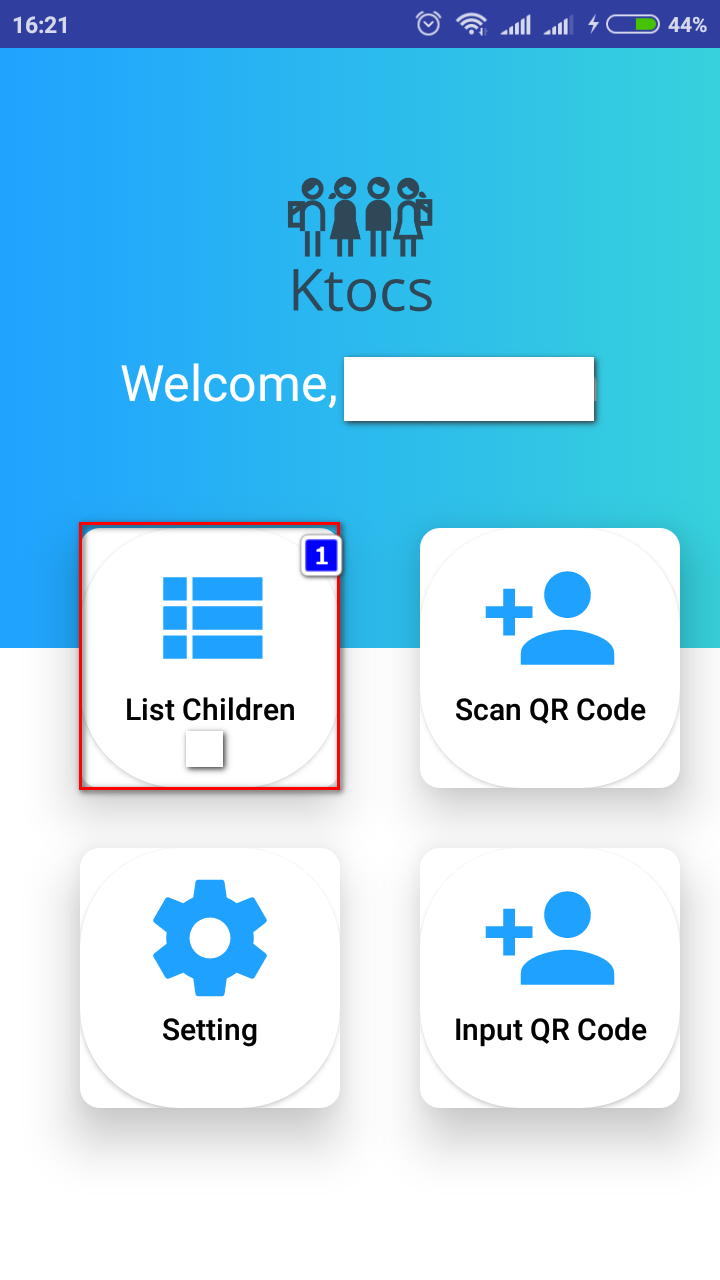 16:21
44%
Ktocs
Welcome,
1
List Children
Scan QR Code
Setting
Input QR Code